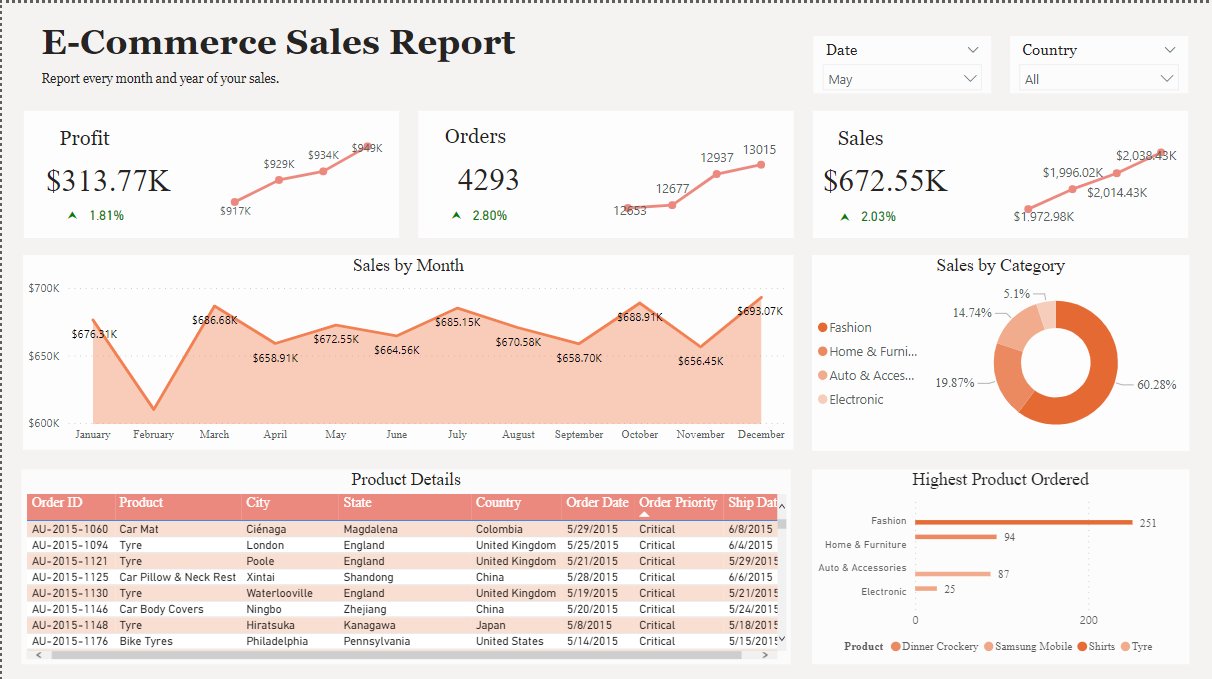 E-Commerce Sales Report
Report every month and year of your sales.
Date
May
Country
All
Profit
$313.77K
1.81%
$917K
$929K
$934K
$949K
Orders
4293
2.80%
12653
12677
12937
13015
Sales
$672.55K
2.03%
$1,972.98K
$1,996.02K
$2,014.43K
$2,038.43K
Sales by Month
$700K
$650K
$600K
$676.31K
$686.68K
$658.91K
$672.55K
$664.56K
$685.15K
$670.58K
$658.70K
$688.91K
$656.45K
$693.07K
January February March April May June July August September October November December
Sales by Category
Fashion
Home & Furni...
Auto & Acces...
Electronic
5.1%
14.74%
19.87%
60.28%
Product Details
Order ID Product City State Country Order Date Order Priority Ship Dat
AU-2015-1060 Car Mat Ciénaga Magdalena Colombia 5/29/2015 Critical 6/8/2015
AU-2015-1094 Tyre London England United Kingdom 5/25/2015 Critical 6/4/2015
AU-2015-1121 Tyre Poole England United Kingdom 5/21/2015 Critical 5/29/2015
AU-2015-1125 Car Pillow & Neck Rest Xintai Shandong China 5/28/2015 Critical 6/6/2015
AU-2015-1130 Tyre Waterlooville England United Kingdom 5/19/2015 Critical 5/21/2015
AU-2015-1146 Car Body Covers Ningbo Zhejiang China 5/20/2015 Critical 5/24/2015
AU-2015-1148 Tyre Hiratsuka Kanagawa Japan 5/8/2015 Critical 5/18/2015
AU-2015-1176 Bike Tyres Philadelphia Pennsylvania United States 5/14/2015 Critical 5/15/2015
Highest Product Ordered
Fashion 251
Home & Furniture 94
Auto & Accessories 87
Electronic 25
0 200
Product Dinner Crockery Samsung Mobile Shirts Tyre